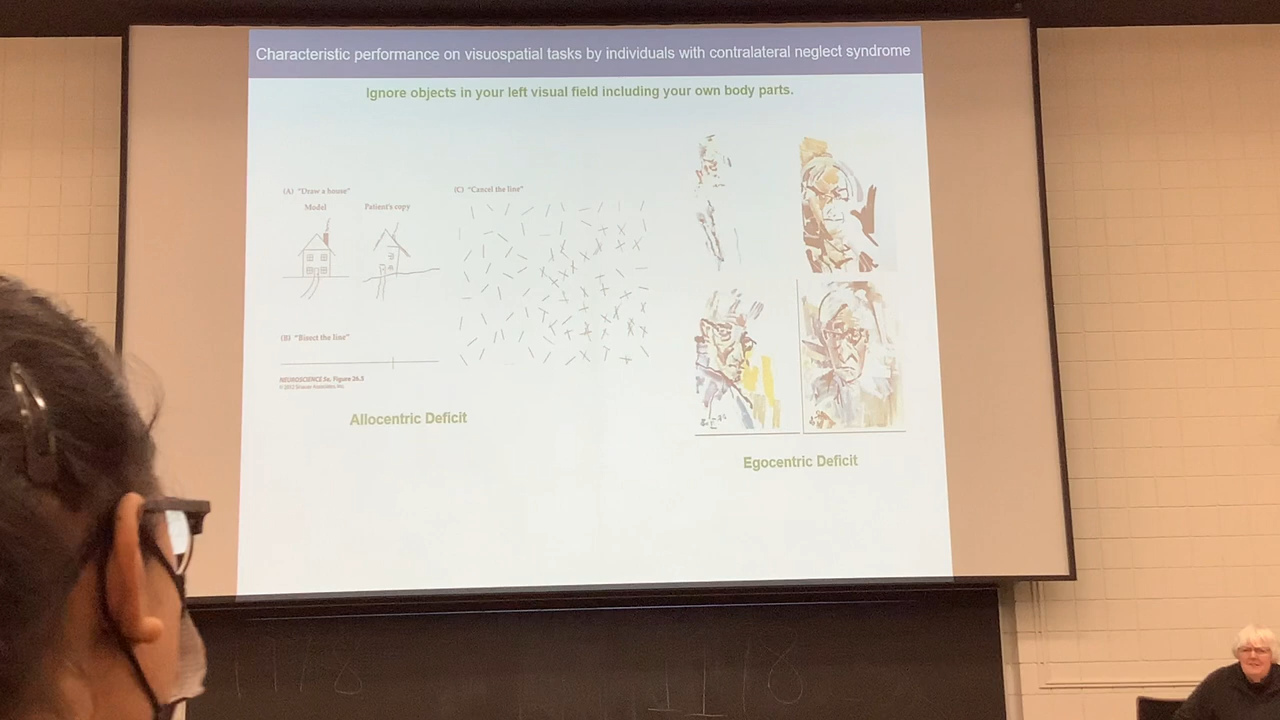 Characteristic performance on visuospatial tasks by individuals with contralateral neglect syndrome
Ignore objects in your left visual field including your own body parts.
(A) "Draw a house"
Model
Patient's copy
(C) "Cancel the line"
(B) "Bisect the line"
NEUROSCIENCE 5e, Figure 26.5
© 2012 Sinauer Associates, Inc.
Allocentric Deficit
Egocentric Deficit
11/18